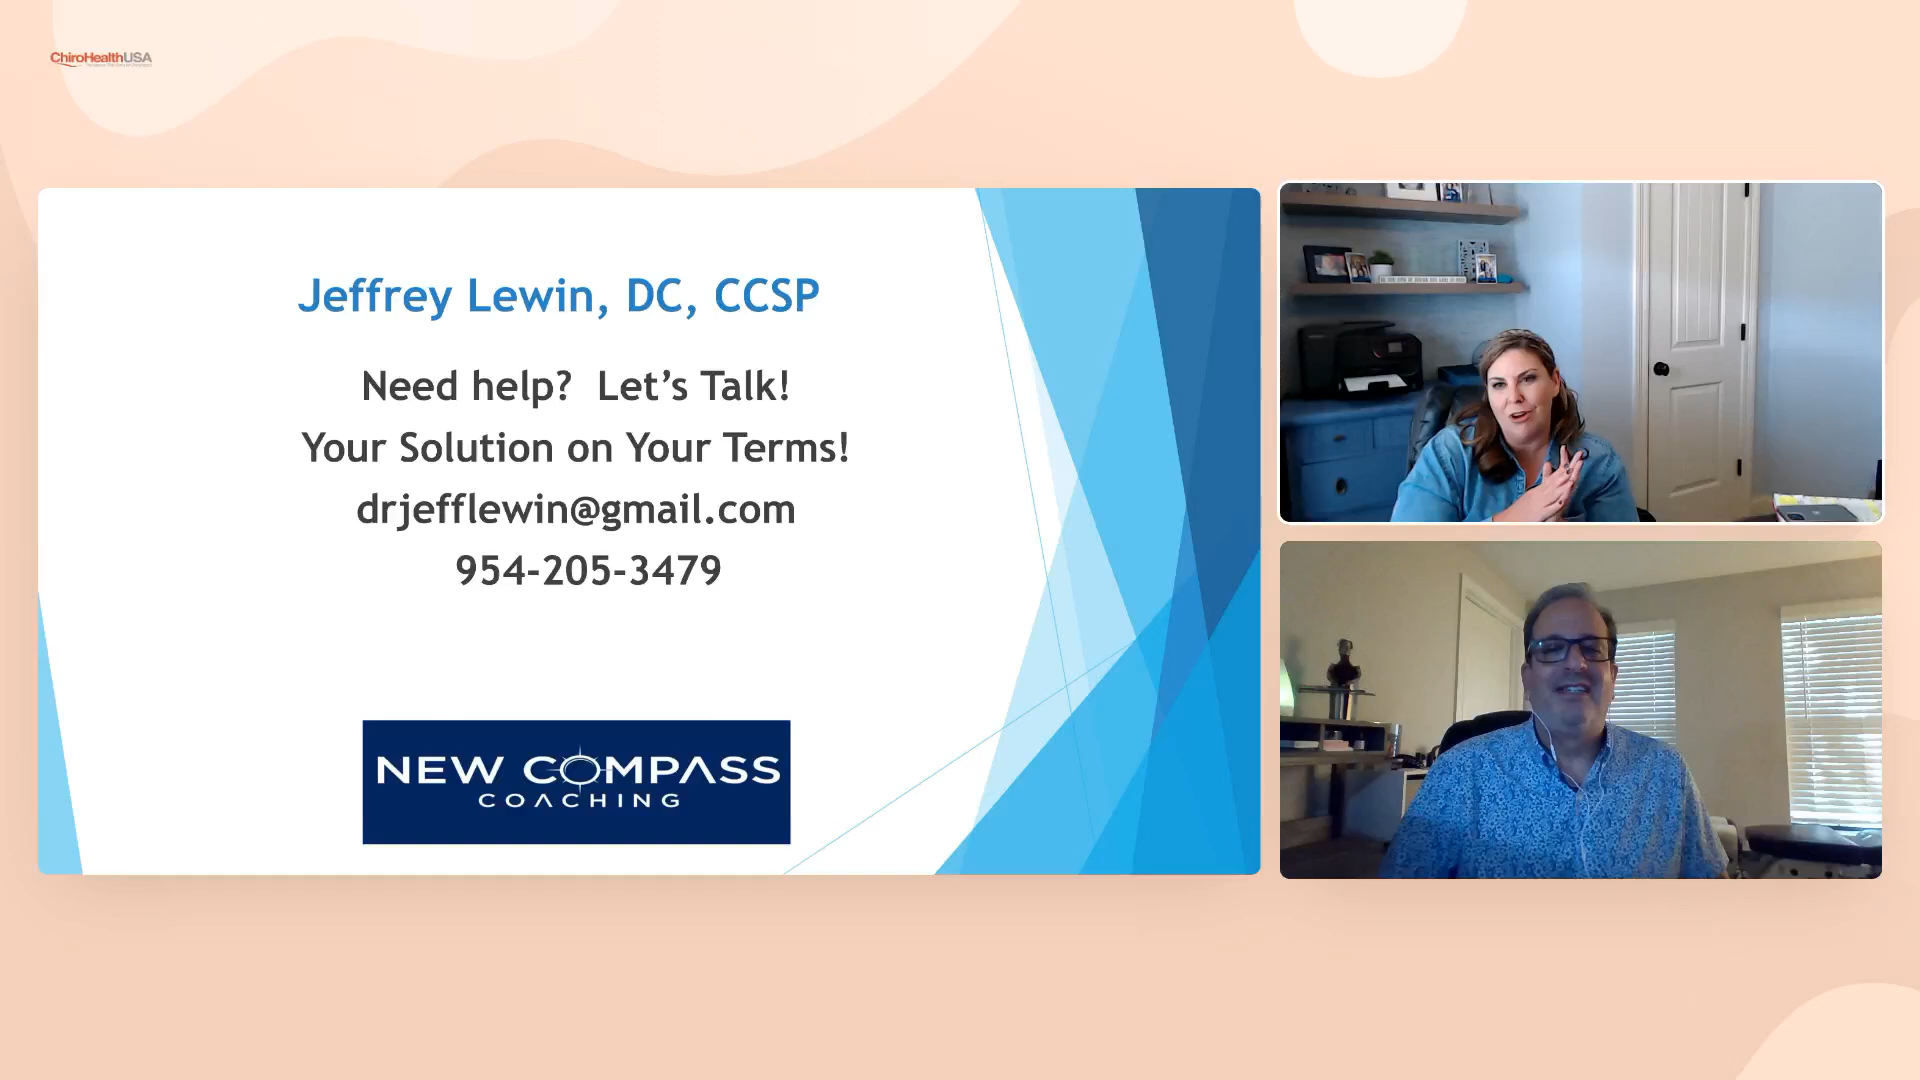 ChiroHealthUSA
Jeffrey Lewin, DC, CCSP
Need help? Let's Talk!
Your Solution on Your Terms!
drjefflewin@gmail.com
954-205-3479
NEW COMPASS
COACHING